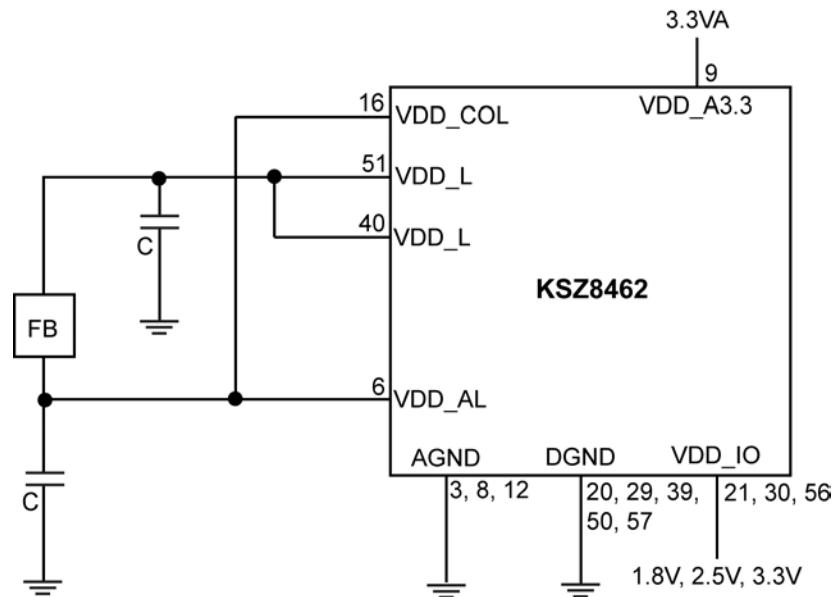 3.3VA
9
VDD_A3.3
16
VDD_COL
51
VDD_L
40
VDD_L
C
KSZ8462
FB
6
VDD_AL
C
AGND
3, 8, 12
DGND
20, 29, 39,
50, 57
VDD_IO
21, 30, 56
1.8V, 2.5V, 3.3V